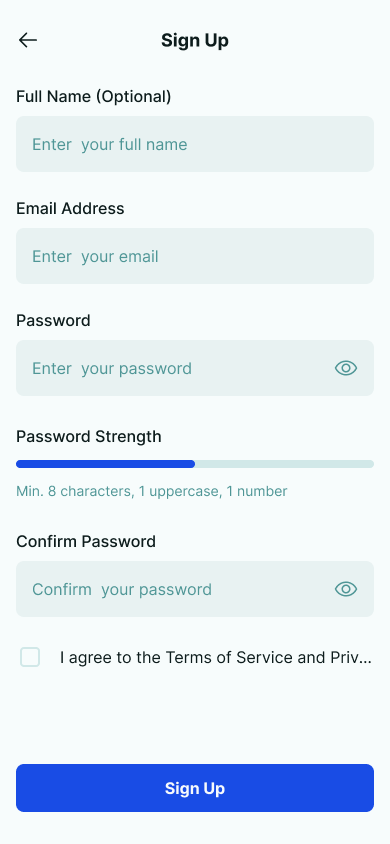 Sign Up
Full Name (Optional)
Enter  your full name
Email Address
Enter  your email
Password
Enter  your password
Password Strength
Min. 8 characters, 1 uppercase, 1 number
Confirm Password
Confirm  your password
I agree to the Terms of Service and Priv...
Sign Up